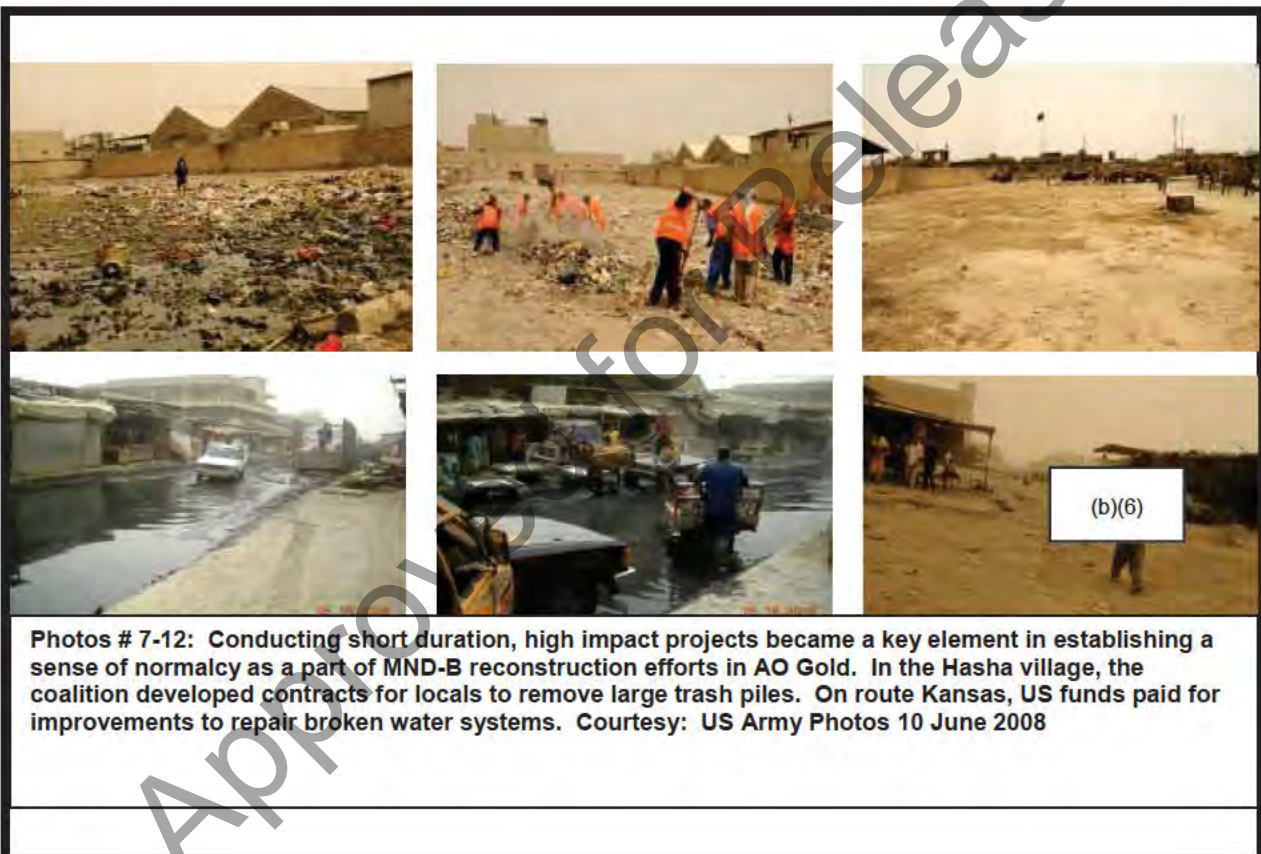 Approved for Releas
(b)(6)
Photos # 7-12: Conducting short duration, high impact projects became a key element in establishing a
sense of normalcy as a part of MND-B reconstruction efforts in AO Gold. In the Hasha village, the
coalition developed contracts for locals to remove large trash piles. On route Kansas, US funds paid for
improvements to repair broken water systems. Courtesy: US Army Photos 10 June 2008